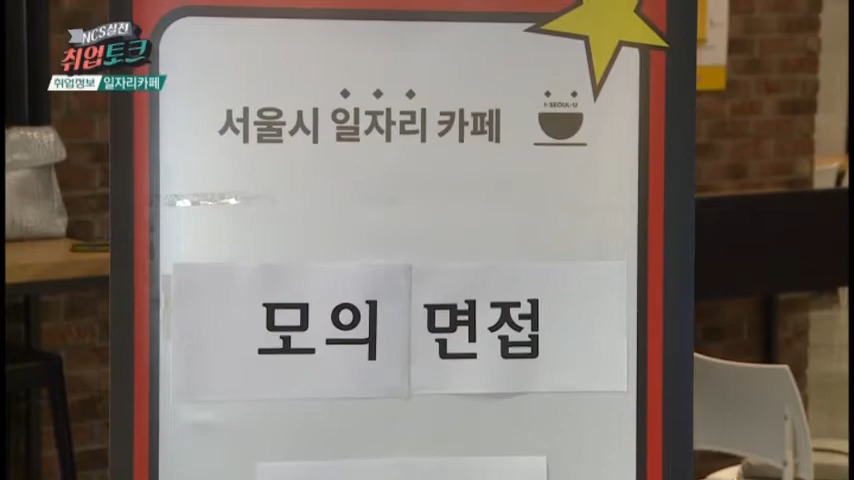 NCS실전
취업토크
취업정보 일자리카페
서울시 일자리 카페
I·SEOUL·U
모의 면접